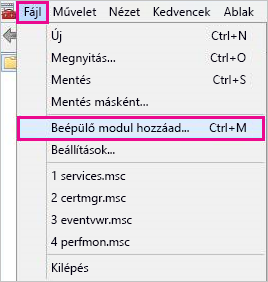 Fájl Művelet Nézet Kedvencek Ablak
Új Ctrl+N
Megnyitás... Ctrl+O
Mentés Ctrl+S
Mentés másként...
Beépülő modul hozzáad... Ctrl+M
Beállítások...
1 services.msc
2 certmgr.msc
3 eventvwr.msc
4 perfmon.msc
Kilépés